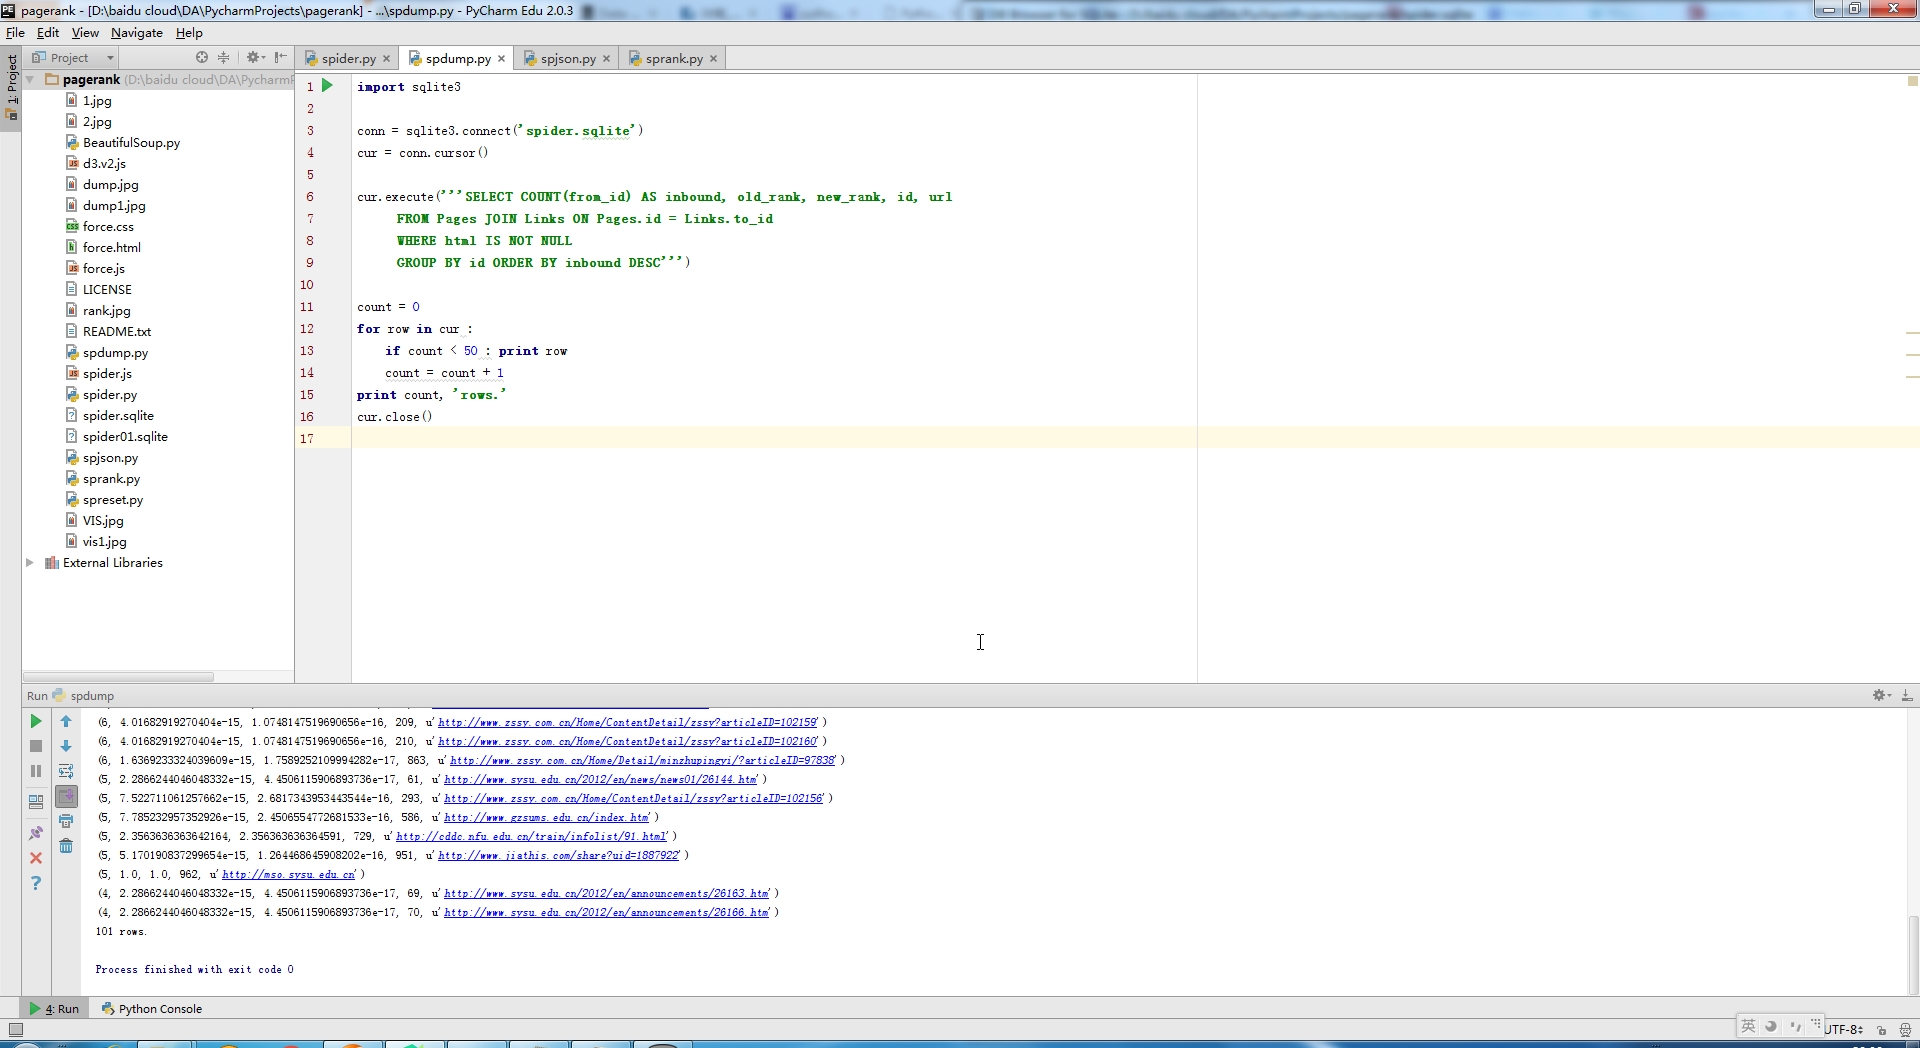 pagerank - [D:\baidu cloud\DA\PycharmProjects\pagerank] - ...\spdump.py - PyCharm Edu 2.0.3
File Edit View Navigate Help
1: Project
Project
spider.py
spdump.py
spjson.py
sprank.py
pagerank (D:\baidu cloud\DA\PycharmP
1.jpg
2.jpg
BeautifulSoup.py
d3.v2.js
dump.jpg
dump1.jpg
force.css
force.html
force.js
LICENSE
rank.jpg
README.txt
spdump.py
spider.js
spider.py
spider.sqlite
spider01.sqlite
spjson.py
sprank.py
spreset.py
VIS.jpg
vis1.jpg
External Libraries
1 import sqlite3
2
3 conn = sqlite3.connect('spider.sqlite')
4 cur = conn.cursor()
5
6 cur.execute('''SELECT COUNT(from_id) AS inbound, old_rank, new_rank, id, url
7 FROM Pages JOIN Links ON Pages.id = Links.to_id
8 WHERE html IS NOT NULL
9 GROUP BY id ORDER BY inbound DESC''')
10
11 count = 0
12 for row in cur :
13 if count < 50 : print row
14 count = count + 1
15 print count, 'rows.'
16 cur.close()
17
Run spdump
(6, 4.01682919270404e-15, 1.0748147519690656e-16, 209, u'http://www.zssy.com.cn/Home/ContentDetail/zssy?articleID=102159')
(6, 4.01682919270404e-15, 1.0748147519690656e-16, 210, u'http://www.zssy.com.cn/Home/ContentDetail/zssy?articleID=102160')
(6, 1.6369233324039609e-15, 1.7589252109994282e-17, 863, u'http://www.zssy.com.cn/Home/Detail/minzhupingyi/?articleID=97838')
(5, 2.2866244046048332e-15, 4.4506115906893736e-17, 61, u'http://www.sysu.edu.cn/2012/en/news/news01/26144.htm')
(5, 7.522711061257662e-15, 2.6817343953443544e-16, 293, u'http://www.zssy.com.cn/Home/ContentDetail/zssy?articleID=102156')
(5, 7.785232957352926e-15, 2.4506554772681533e-16, 586, u'http://www.gzsums.edu.cn/index.htm')
(5, 2.3563636363642164, 2.356363636364591, 729, u'http://cddc.nfu.edu.cn/train/infolist/91.html')
(5, 5.170190837299654e-15, 1.264468645908202e-16, 951, u'http://www.jiathis.com/share?uid=1887922')
(5, 1.0, 1.0, 962, u'http://mso.sysu.edu.cn')
(4, 2.2866244046048332e-15, 4.4506115906893736e-17, 69, u'http://www.sysu.edu.cn/2012/en/announcements/26163.htm')
(4, 2.2866244046048332e-15, 4.4506115906893736e-17, 70, u'http://www.sysu.edu.cn/2012/en/announcements/26166.htm')
101 rows.
Process finished with exit code 0
4: Run Python Console
英
UTF-8